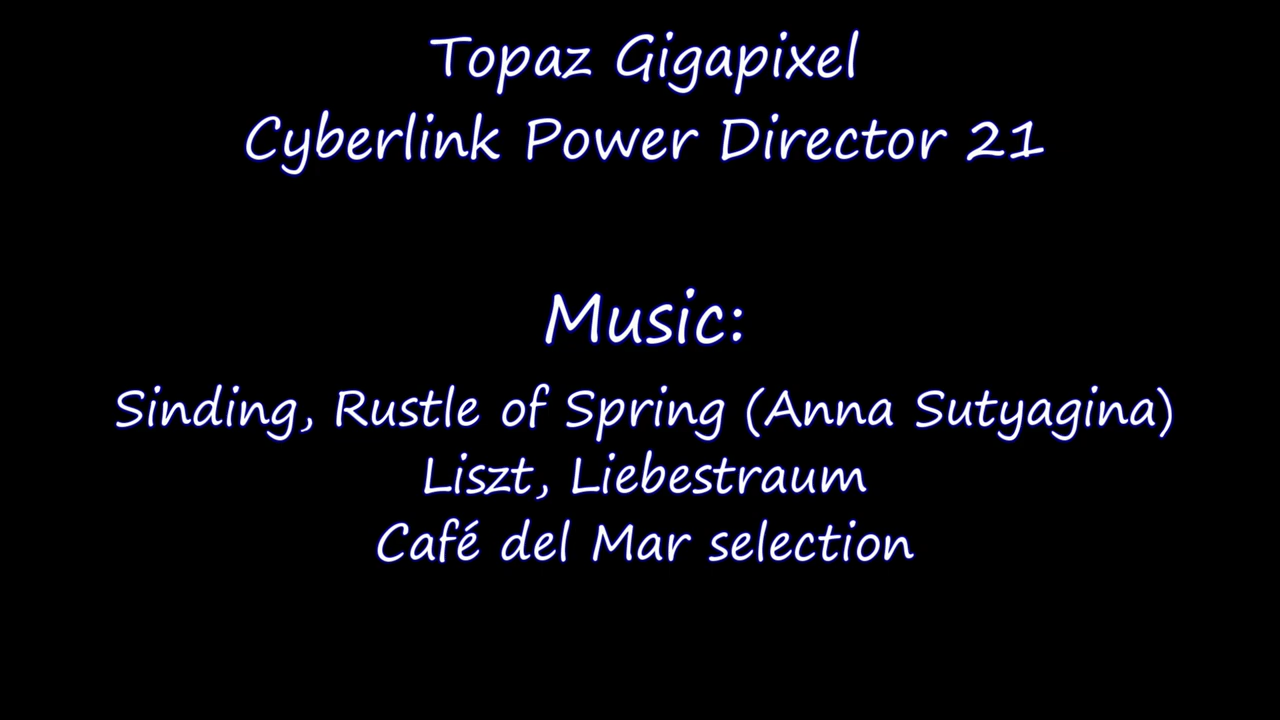 Topaz Gigapixel
Cyberlink Power Director 21
Music:
Sinding, Rustle of Spring (Anna Sutyagina)
Liszt, Liebestraum
Café del Mar selection